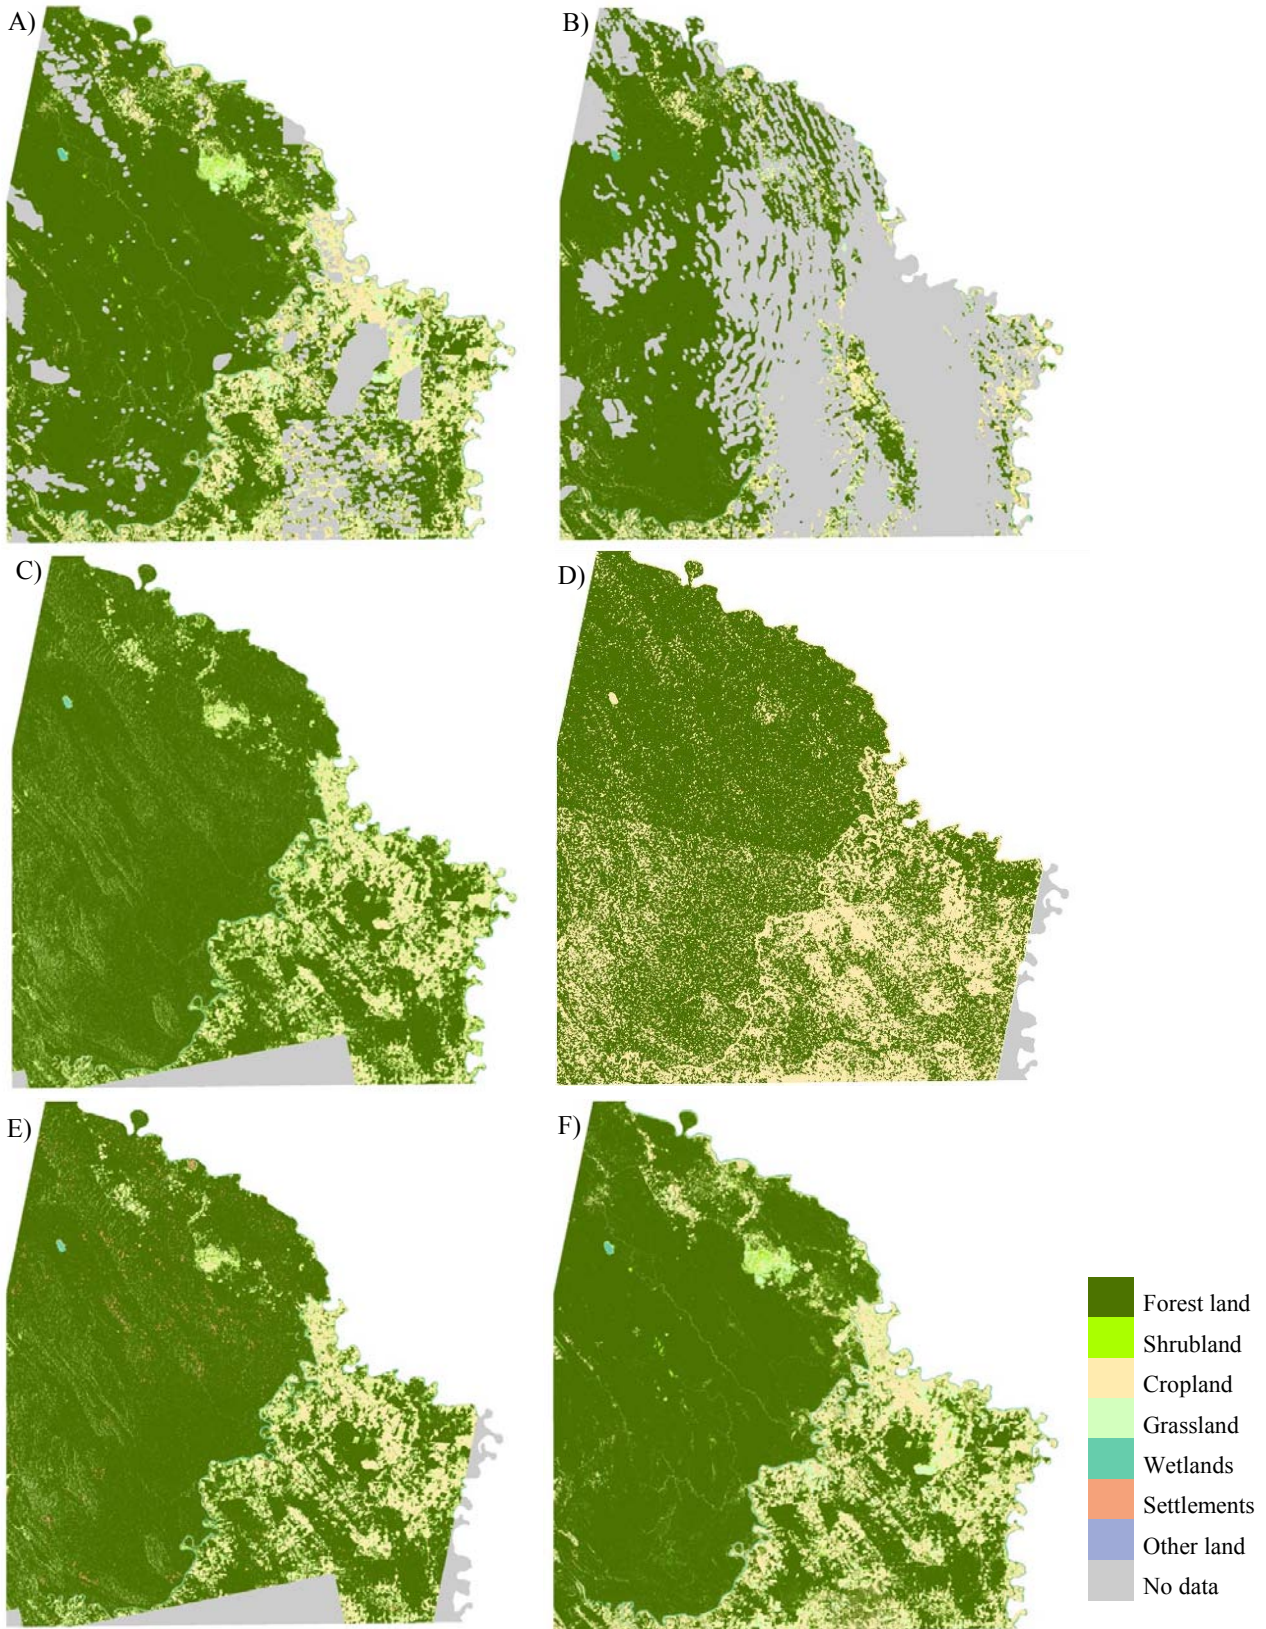 A)
B)
C)
D)
E)
F)
Forest land
Shrubland
Cropland
Grassland
Wetlands
Settlements
Other land
No data